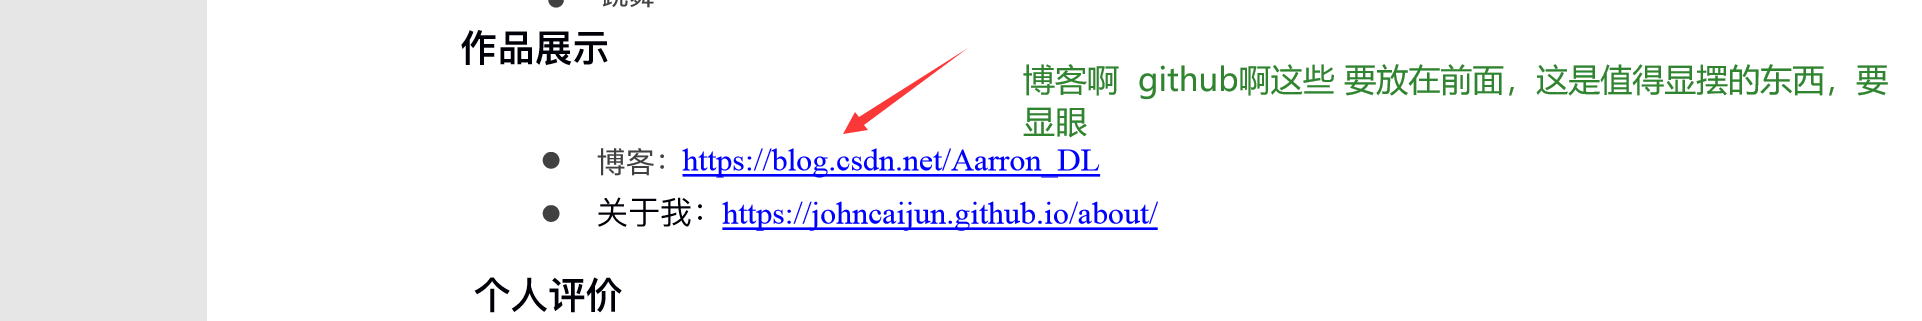 跳舞
作品展示
博客啊 github啊这些 要放在前面，这是值得显摆的东西，要
显眼
博客：https://blog.csdn.net/Aarron_DL
关于我：https://johncaijun.github.io/about/
个人评价